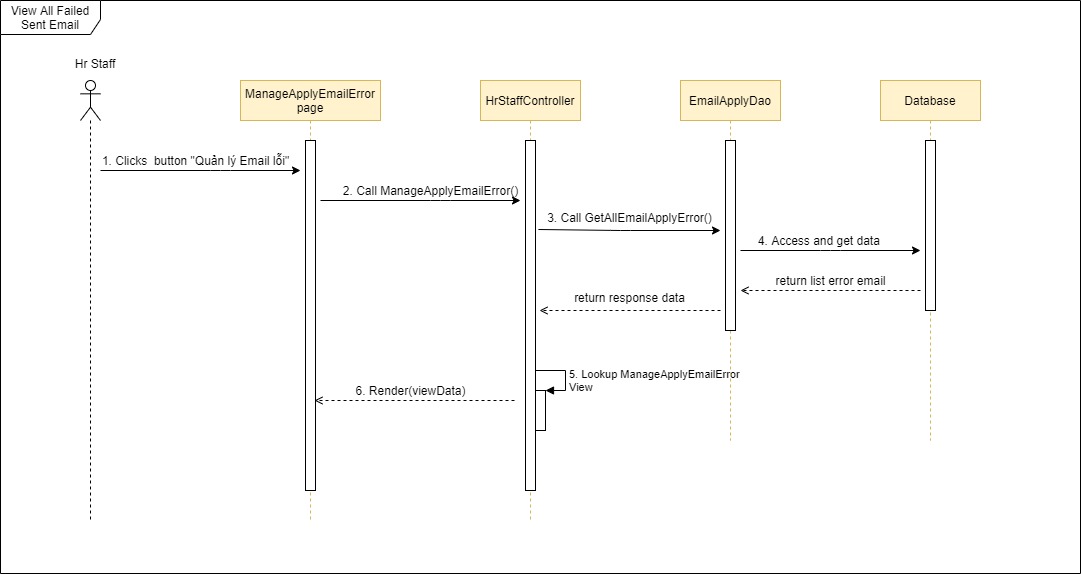 View All Failed
Sent Email
Hr Staff
ManageApplyEmailError
page
HrStaffController
EmailApplyDao
Database
1. Clicks  button "Quản lý Email lỗi"
2. Call ManageApplyEmailError()
3. Call GetAllEmailApplyError()
4. Access and get data
return list error email
return response data
5. Lookup ManageApplyEmailError
View
6. Render(viewData)